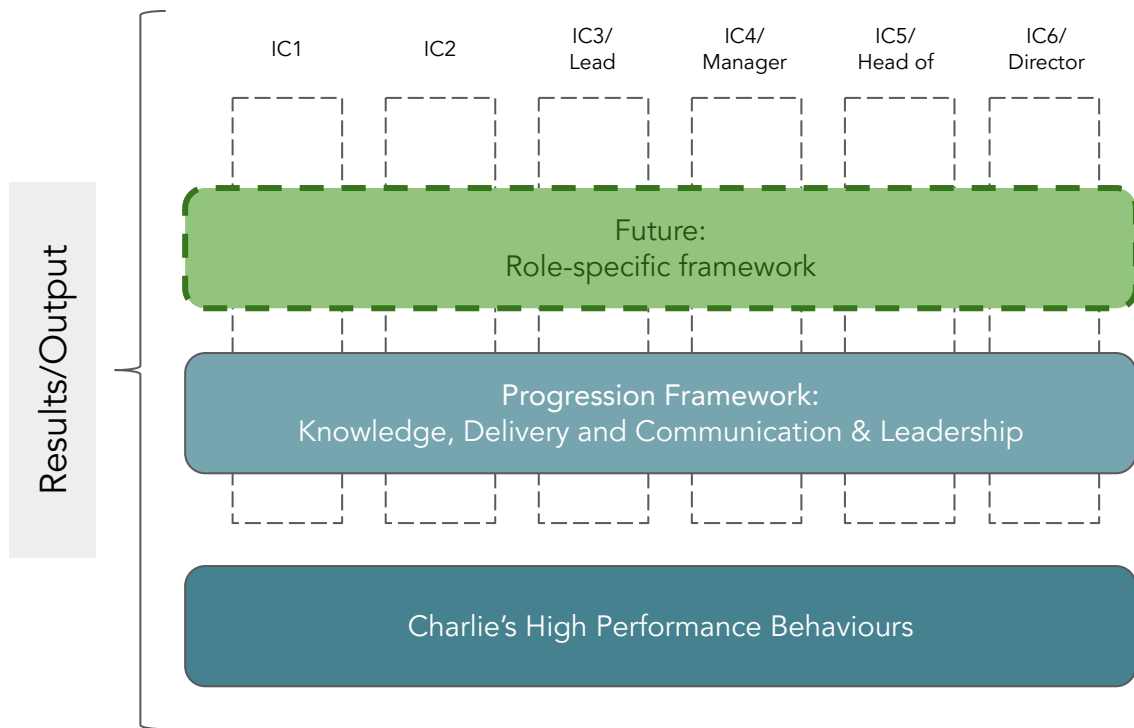 IC1
IC2
IC3/
Lead
IC4/
Manager
IC5/
Head of
IC6/
Director
Results/Output
Future:
Role-specific framework
Progression Framework:
Knowledge, Delivery and Communication & Leadership
Charlie’s High Performance Behaviours